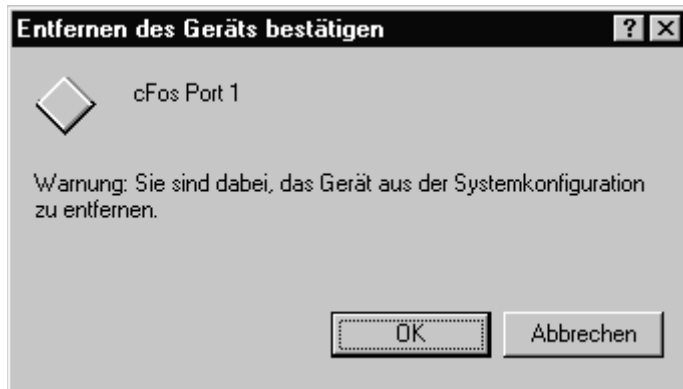 Entfernen des Geräts bestätigen
cFos Port 1
Warnung: Sie sind dabei, das Gerät aus der Systemkonfiguration
zu entfernen.
OK Abbrechen